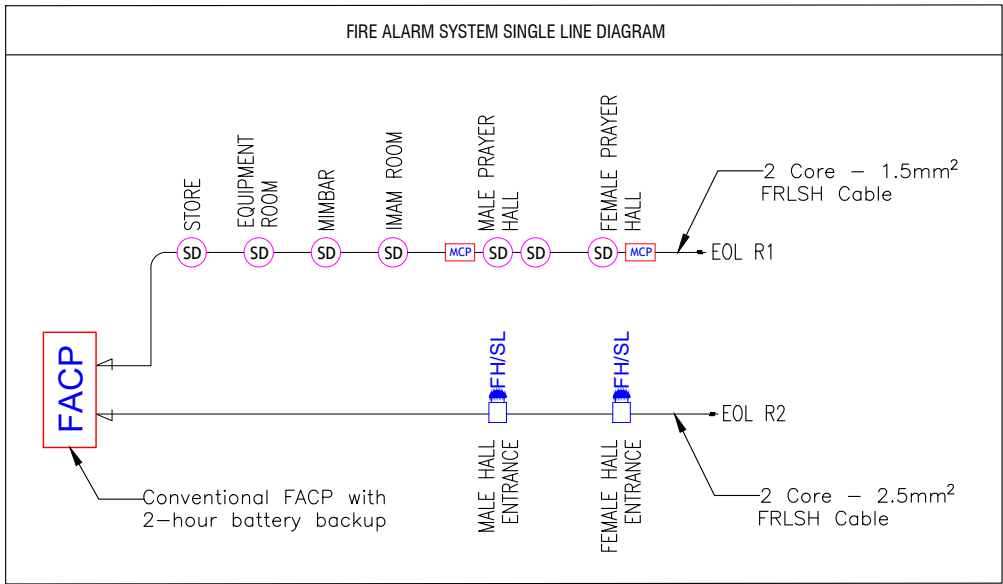 FIRE ALARM SYSTEM SINGLE LINE DIAGRAM
STORE
EQUIPMENT
ROOM
MIMBAR
IMAM ROOM
MALE PRAYER
HALL
FEMALE PRAYER
HALL
2 Core – 1.5mm²
FRLSH Cable
SD
SD
SD
SD
MCP
SD
SD
SD
MCP
EOL R1
FACP
FH/SL
FH/SL
EOL R2
MALE HALL
ENTRANCE
FEMALE HALL
ENTRANCE
Conventional FACP with
2-hour battery backup
2 Core – 2.5mm²
FRLSH Cable